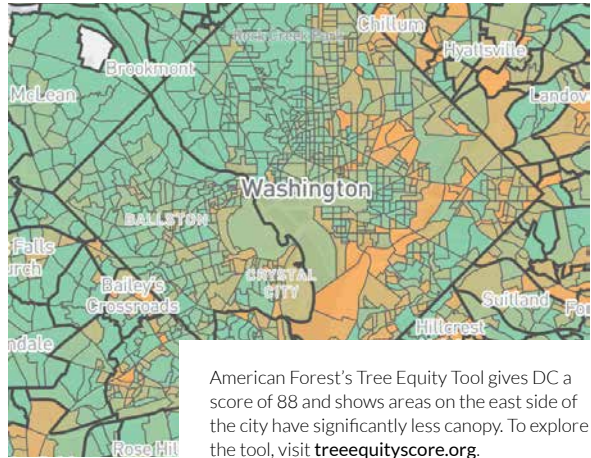 Rock Creek Park
Chillum
Hyattsville
Brookmont
McLean
Landov
Washington
BALLSTON
Falls
urch
CRYSTAL
CITY
Bailey's
Crossroads
Suitland
For
Hillcrest
ndale
Rose Hil
American Forest's Tree Equity Tool gives DC a
score of 88 and shows areas on the east side of
the city have significantly less canopy. To explore
the tool, visit treeequityscore.org.